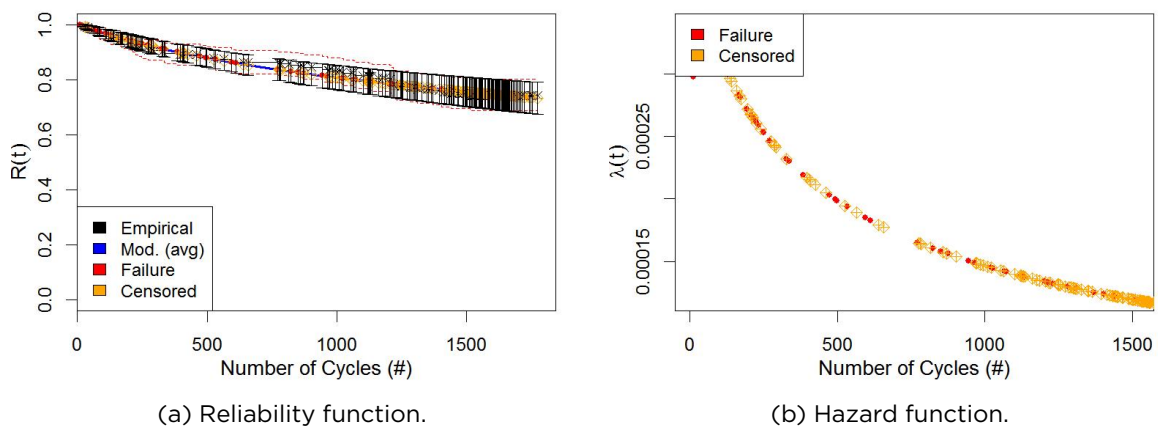 1.0
0.8
0.6
0.4
0.2
0.0
R(t)
Empirical
Mod. (avg)
Failure
Censored
0
500
1000
1500
Number of Cycles (#)
(a) Reliability function.
Failure
Censored
0.00025
0.00015
λ(t)
0
500
1000
1500
Number of Cycles (#)
(b) Hazard function.